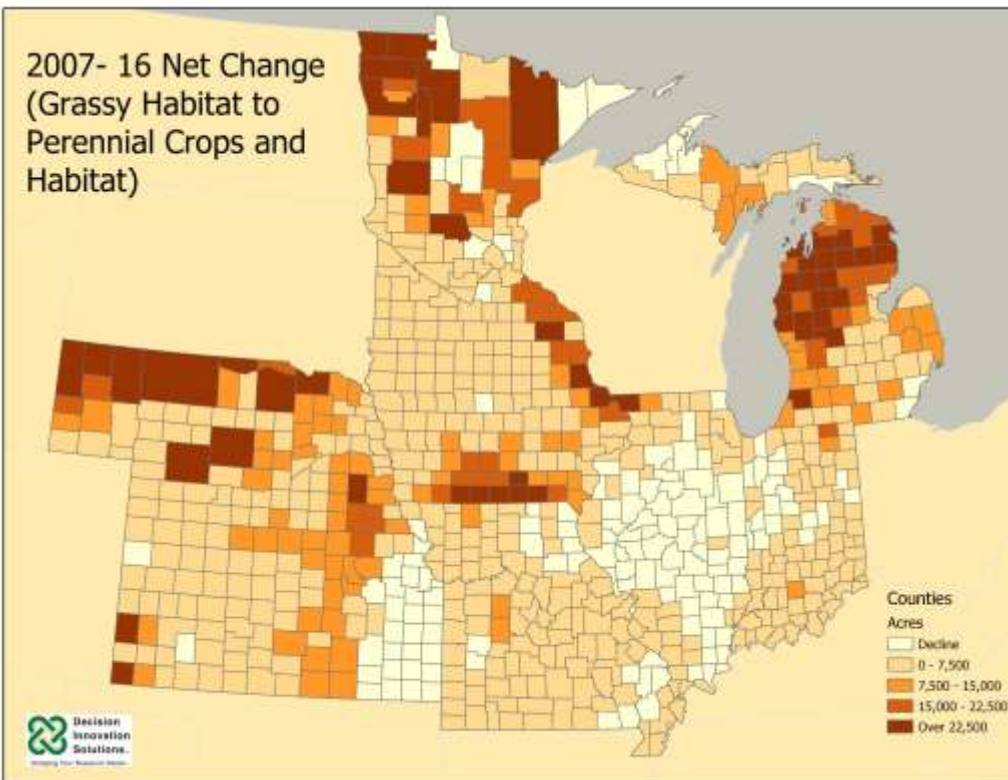 2007- 16 Net Change
(Grassy Habitat to
Perennial Crops and
Habitat)
Counties
Acres
Decline
0 - 7,500
7,500 - 15,000
15,000 - 22,500
Over 22,500
Decision
Innovation
Solutions.